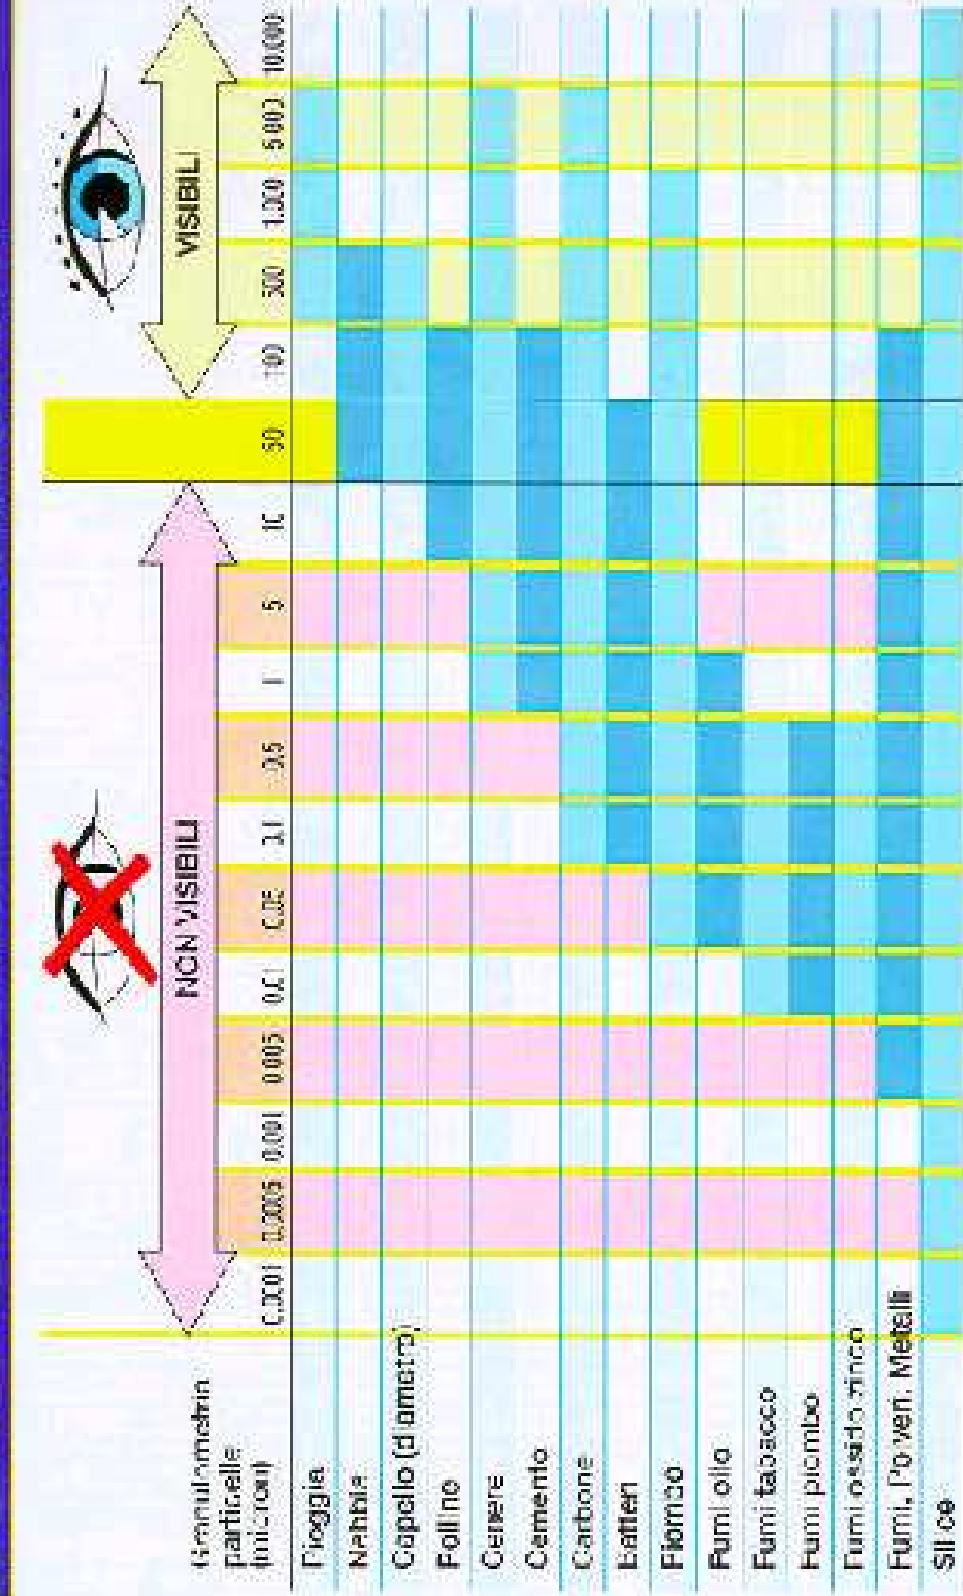 VISIBILI
NON VISIBILI
Granulometria
particelle
(micron)
0.0001 0.0005 0.001 0.005 0.01 0.05 0.1 0.5 1 5 10 50 100 500 1.000 5.000 10.000
Pioggia
Nebbia
Capello (diametro)
Polline
Cenere
Cemento
Carbone
Batteri
Piombo
Fumi olio
Fumi tabacco
Fumi piombo
Fumi ossido zinco
Fumi, Polveri, Metalli
Silice